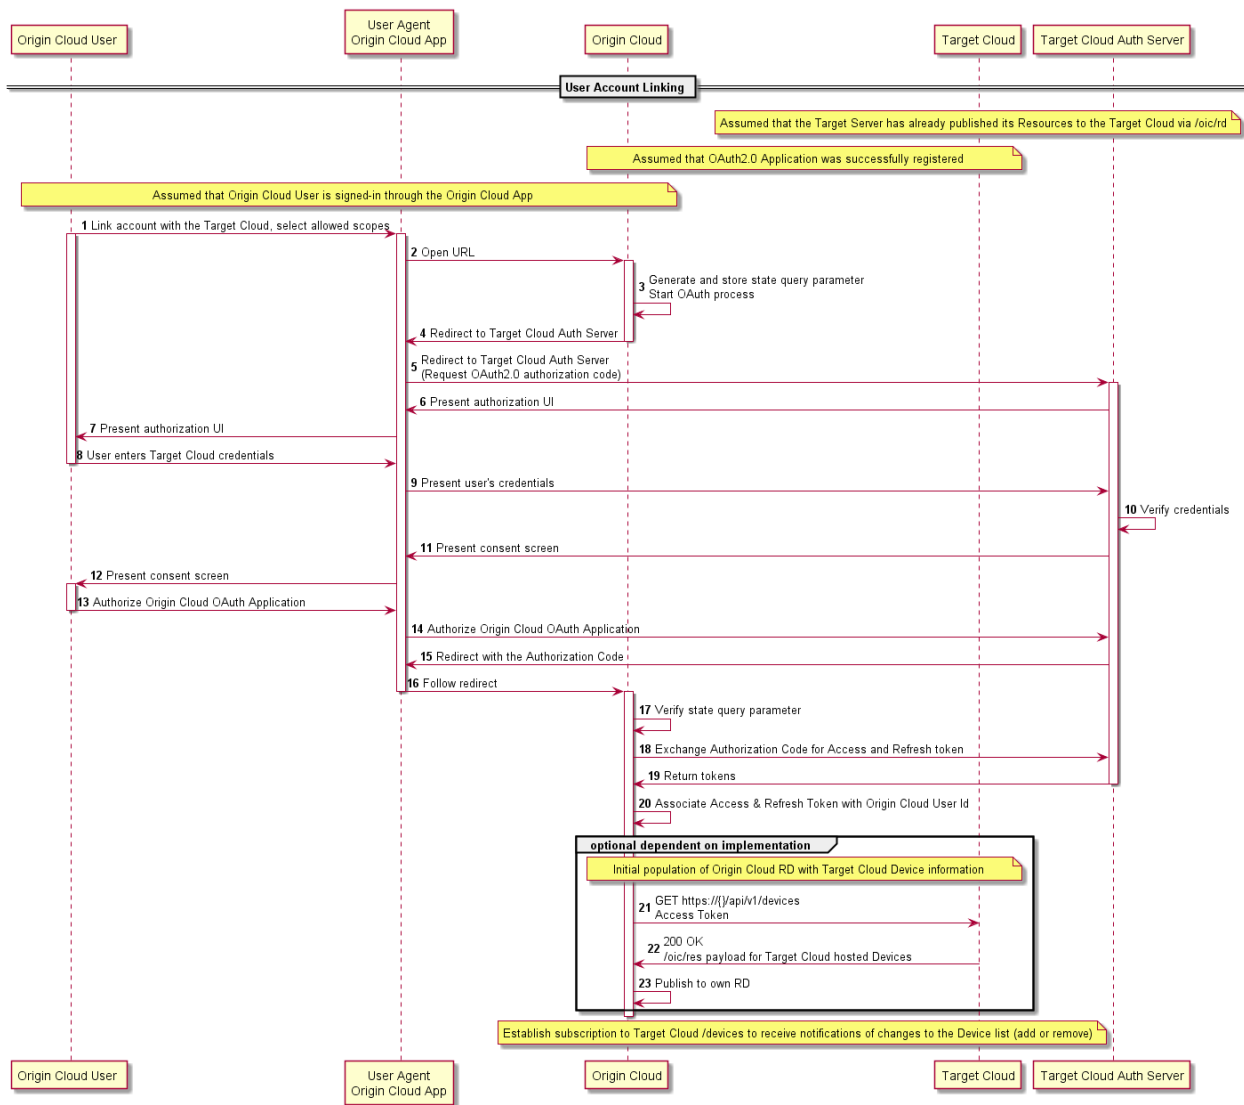 Origin Cloud User
User Agent
Origin Cloud App
Origin Cloud
Target Cloud
Target Cloud Auth Server
User Account Linking
Assumed that the Target Server has already published its Resources to the Target Cloud via /oic/rd
Assumed that OAuth2.0 Application was successfully registered
Assumed that Origin Cloud User is signed-in through the Origin Cloud App
1 Link account with the Target Cloud, select allowed scopes
2 Open URL
3 Generate and store state query parameter
Start OAuth process
4 Redirect to Target Cloud Auth Server
5 Redirect to Target Cloud Auth Server
(Request OAuth2.0 authorization code)
6 Present authorization UI
7 Present authorization UI
8 User enters Target Cloud credentials
9 Present user's credentials
10 Verify credentials
11 Present consent screen
12 Present consent screen
13 Authorize Origin Cloud OAuth Application
14 Authorize Origin Cloud OAuth Application
15 Redirect with the Authorization Code
16 Follow redirect
17 Verify state query parameter
18 Exchange Authorization Code for Access and Refresh token
19 Return tokens
20 Associate Access & Refresh Token with Origin Cloud User Id
optional dependent on implementation
Initial population of Origin Cloud RD with Target Cloud Device information
21 GET https://{}/api/v1/devices
Access Token
22 200 OK
/oic/res payload for Target Cloud hosted Devices
23 Publish to own RD
Establish subscription to Target Cloud /devices to receive notifications of changes to the Device list (add or remove)
Origin Cloud User
User Agent
Origin Cloud App
Origin Cloud
Target Cloud
Target Cloud Auth Server